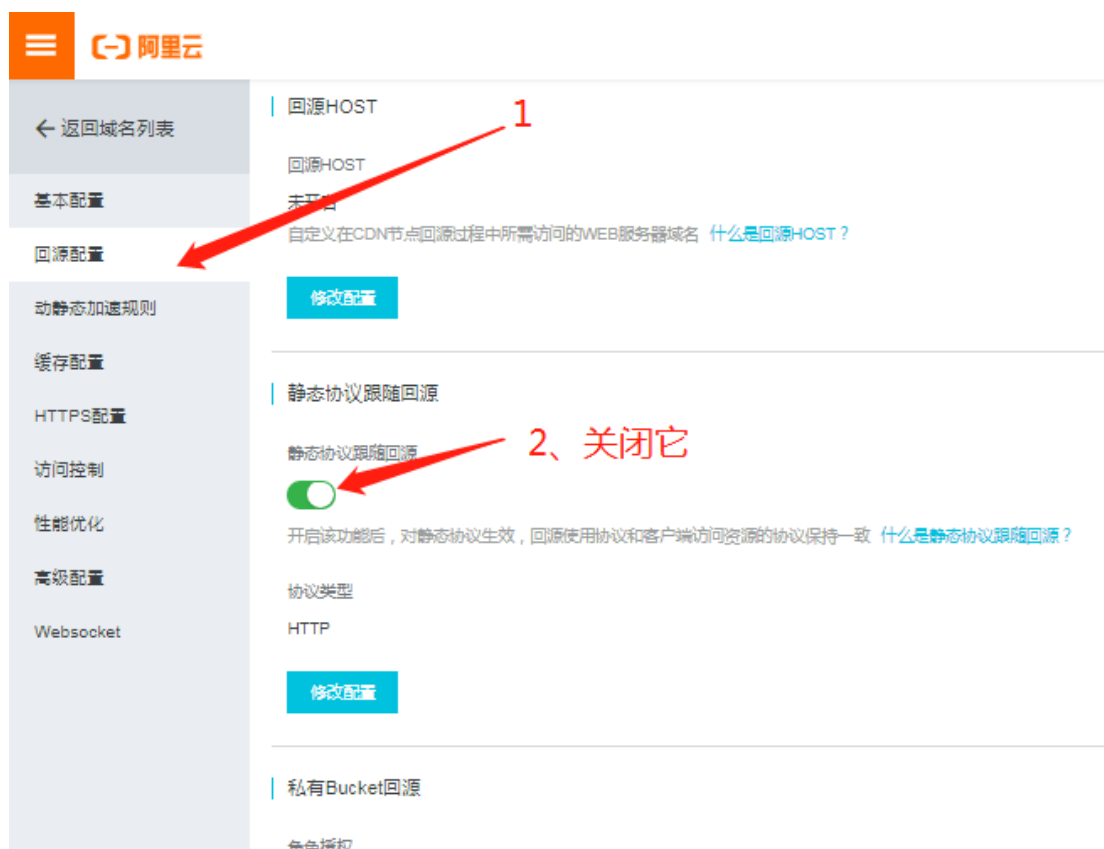 阿里云
返回域名列表
基本配置
回源配置
动静态加速规则
缓存配置
HTTPS配置
访问控制
性能优化
高级配置
Websocket
回源HOST
1
回源HOST
未开启
自定义在CDN节点回源过程中所需访问的WEB服务器域名 什么是回源HOST？
修改配置
静态协议跟随回源
2、关闭它
静态协议跟随回源
开启该功能后，对静态协议生效，回源使用协议和客户端访问资源的协议保持一致 什么是静态协议跟随回源？
协议类型
HTTP
修改配置
私有Bucket回源
角色授权